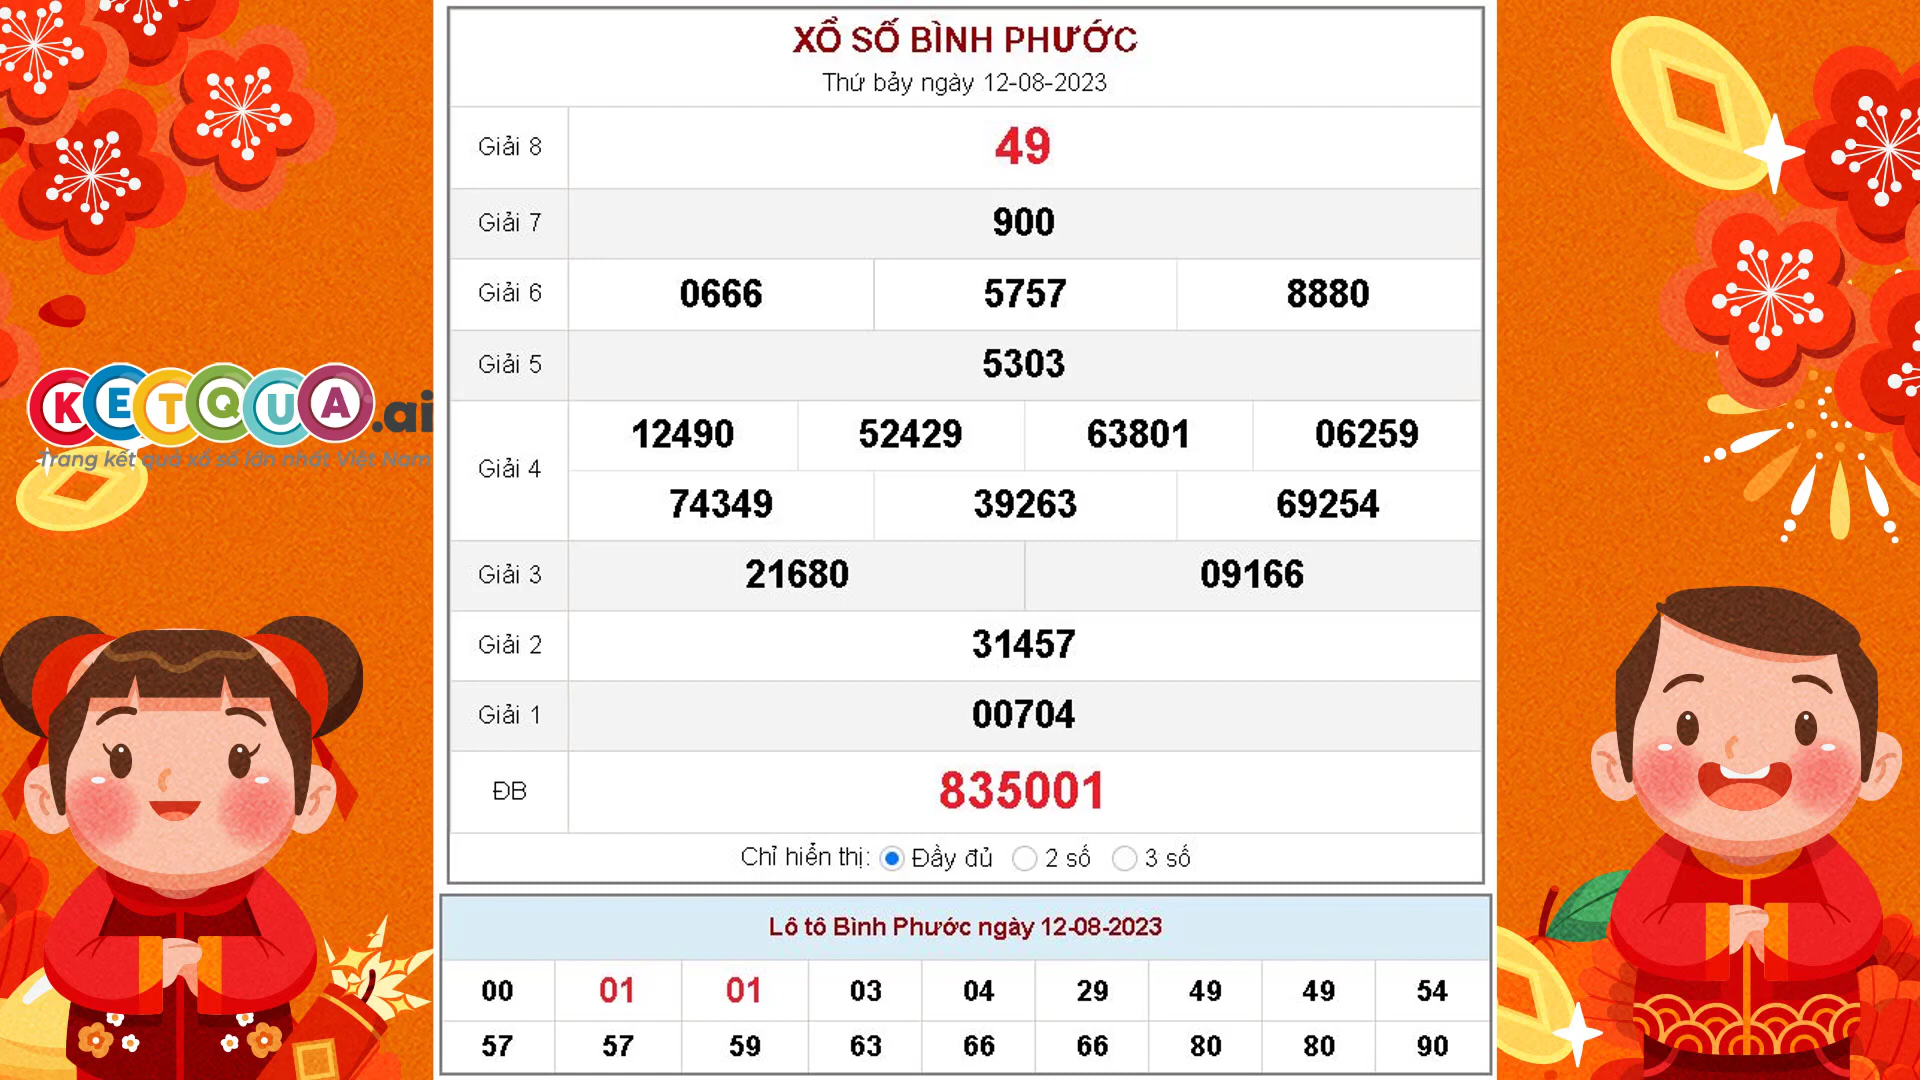 XỔ SỐ BÌNH PHƯỚC
Thứ bảy ngày 12-08-2023
Giải 8 49
Giải 7 900
Giải 6 0666 5757 8880
Giải 5 5303
Giải 4 12490 52429 63801 06259
74349 39263 69254
Giải 3 21680 09166
Giải 2 31457
Giải 1 00704
ĐB 835001
Chỉ hiển thị: Đầy đủ 2 số 3 số
Lô tô Bình Phước ngày 12-08-2023
00 01 01 03 04 29 49 49 54
57 57 59 63 66 66 80 80 90
KETQUA.ai
Trang kết quả xổ số lớn nhất Việt Nam